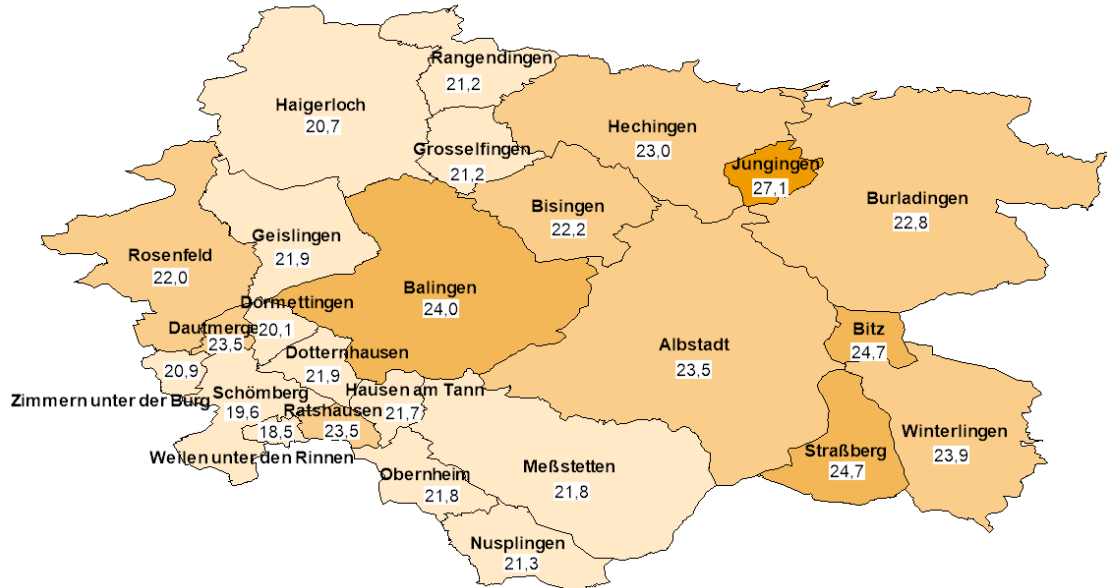 Rangendingen
21,2
Haigerloch
20,7
Hechingen
23,0
Grosselfingen
21,2
Jungingen
27,1
Burladingen
22,8
Bisingen
22,2
Geislingen
21,9
Rosenfeld
22,0
Balingen
24,0
Dormettingen
20,1
Dautmerge
23,5
Bitz
24,7
Albstadt
23,5
Dotternhausen
21,9
20,9
Zimmern unter der Burg
Schömberg
19,6
Hausen am Tann
21,7
Ratshausen
23,5
18,5
Weilen unter den Rinnen
Winterlingen
23,9
Straßberg
24,7
Meßstetten
21,8
Obernheim
21,8
Nusplingen
21,3